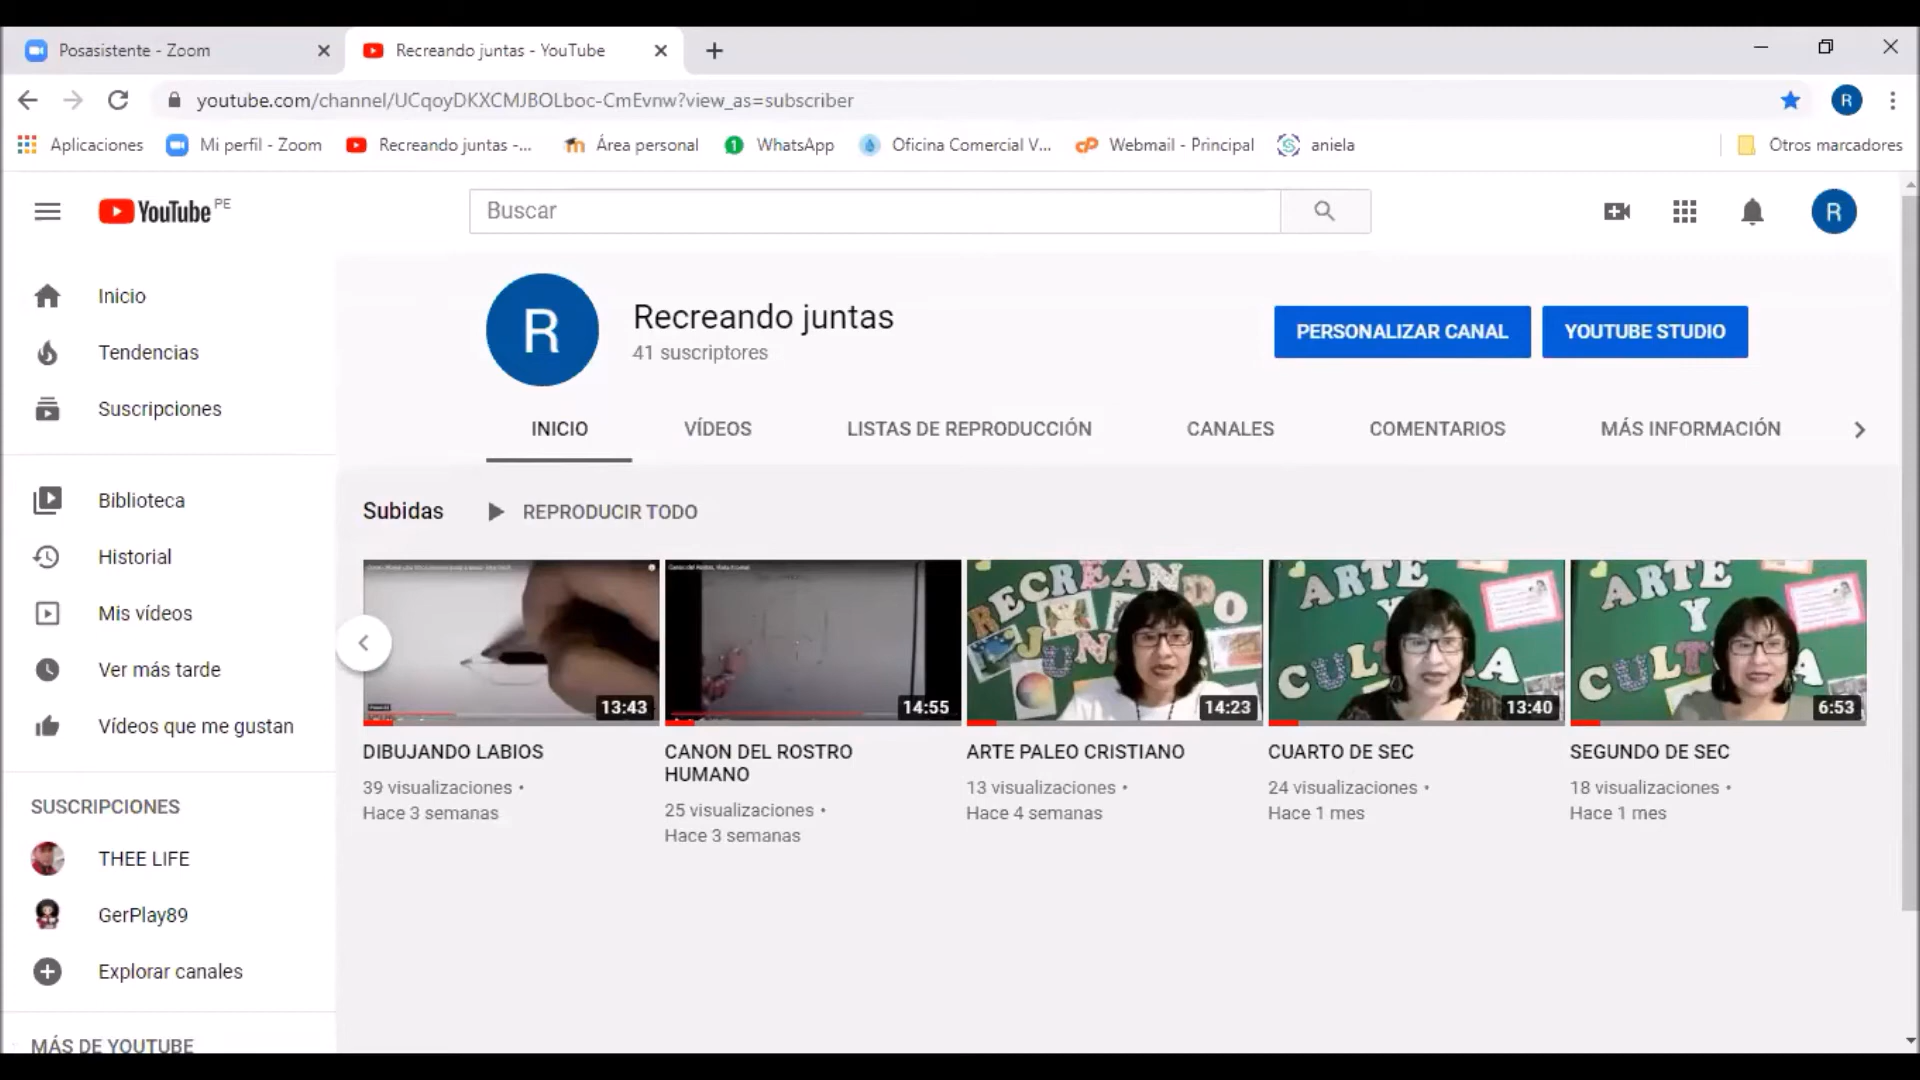 Posasistente - Zoom
Recreando juntas - YouTube
youtube.com/channel/UCqoyDKXCMJBOLboc-CmEvnw?view_as=subscriber
R
Aplicaciones
Mi perfil - Zoom
Recreando juntas -...
Área personal
1
WhatsApp
Oficina Comercial V...
cP
Webmail - Principal
aniela
Otros marcadores
YouTube PE
Buscar
R
Inicio
Tendencias
Suscripciones
Biblioteca
Historial
Mis vídeos
Ver más tarde
Vídeos que me gustan
SUSCRIPCIONES
THEE LIFE
GerPlay89
Explorar canales
MÁS DE YOUTUBE
R
Recreando juntas
41 suscriptores
PERSONALIZAR CANAL
YOUTUBE STUDIO
INICIO
VÍDEOS
LISTAS DE REPRODUCCIÓN
CANALES
COMENTARIOS
MÁS INFORMACIÓN
Subidas
REPRODUCIR TODO
13:43
DIBUJANDO LABIOS
39 visualizaciones •
Hace 3 semanas
14:55
CANON DEL ROSTRO
HUMANO
25 visualizaciones •
Hace 3 semanas
RECREANDO
JUN
14:23
ARTE PALEO CRISTIANO
13 visualizaciones •
Hace 4 semanas
ARTE
Y
CULT A
13:40
CUARTO DE SEC
24 visualizaciones •
Hace 1 mes
ARTE
Y
CULT A
6:53
SEGUNDO DE SEC
18 visualizaciones •
Hace 1 mes